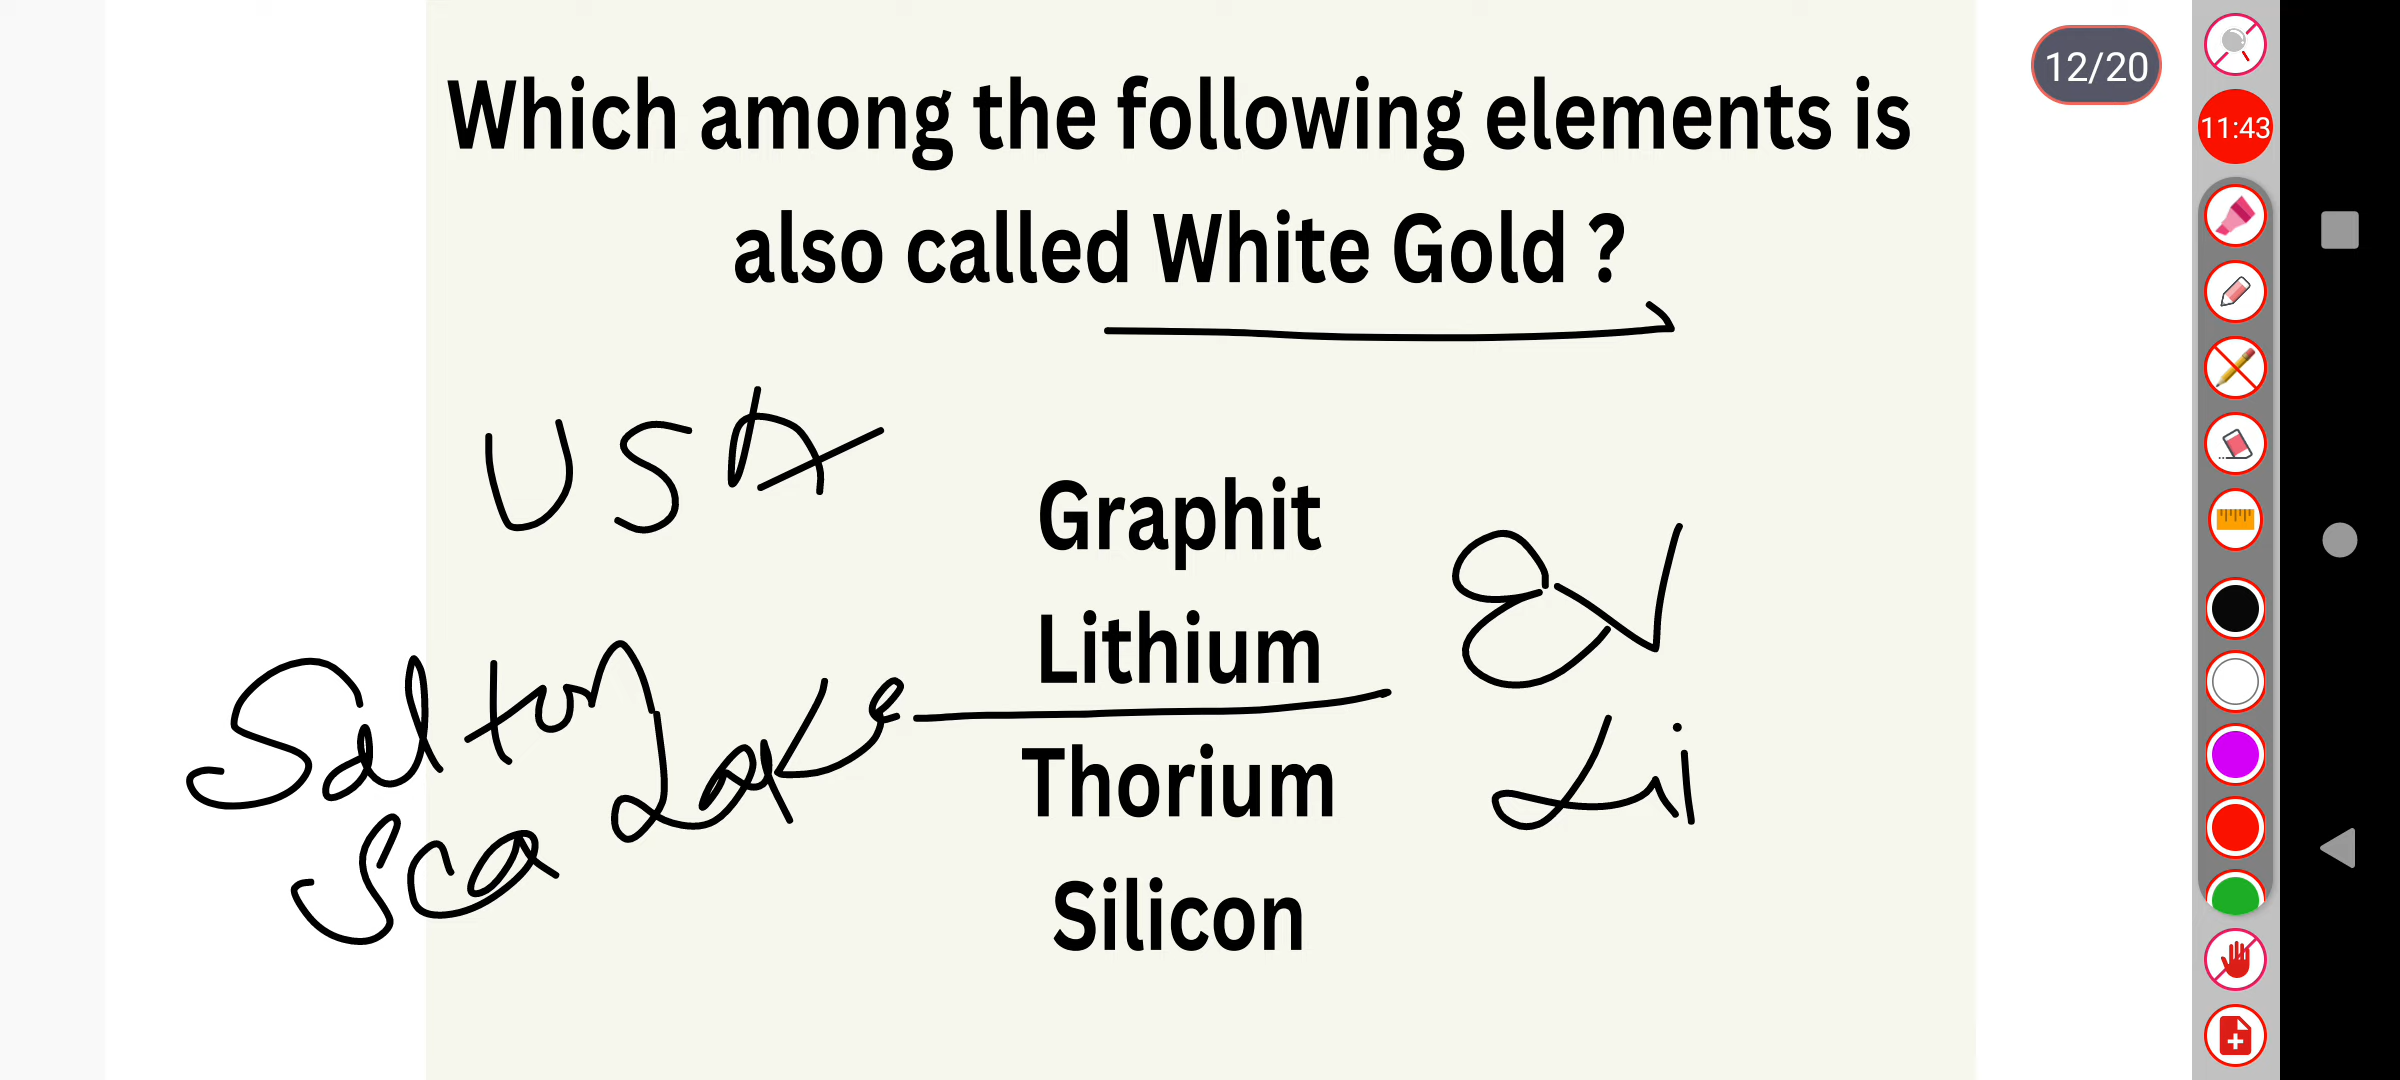 12/20
11:43
Which among the following elements is
also called White Gold ?
USA
Graphit
EV
Lithium
Salton Lake
Sea
Li
Thorium
Silicon